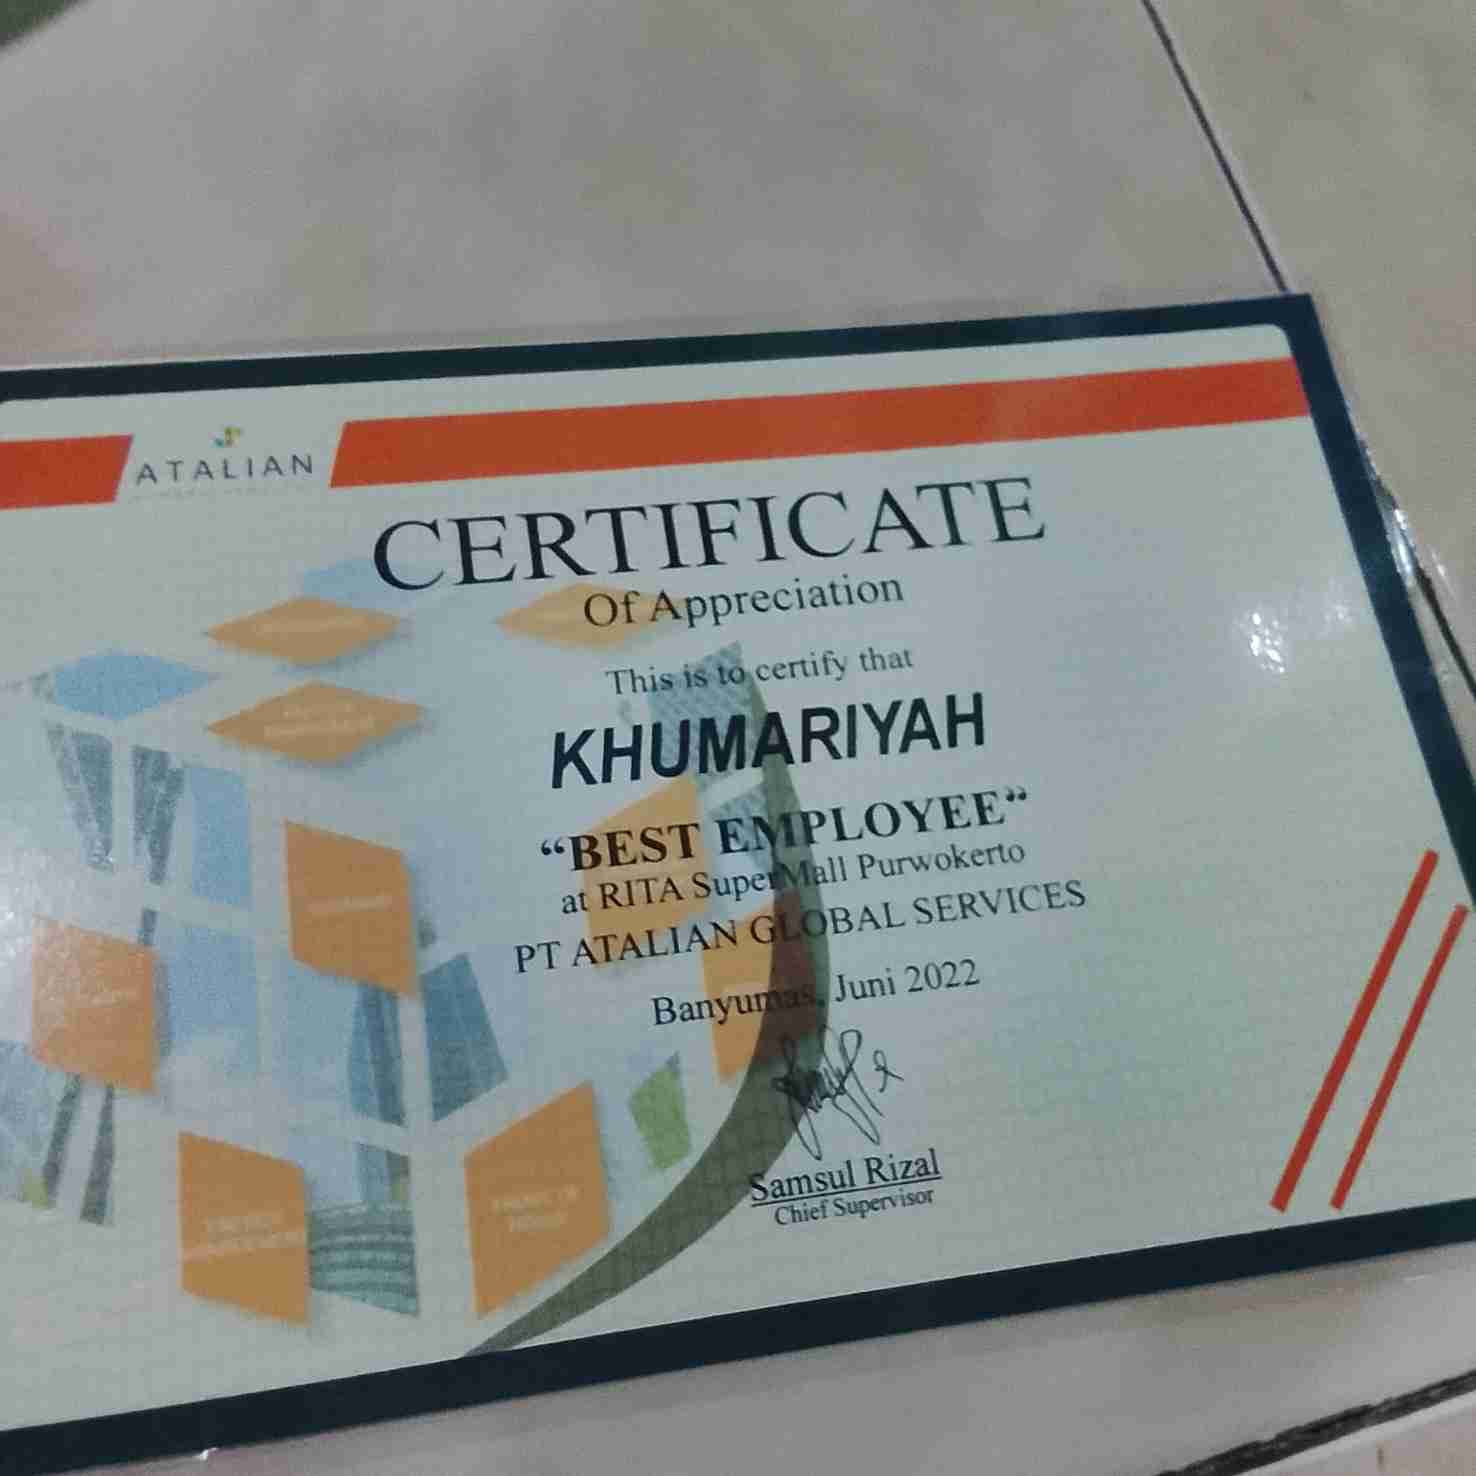 ATALIAN
CERTIFICATE
Of Appreciation
This is to certify that
KHUMARIYAH
“BEST EMPLOYEE”
at RITA SuperMall Purwokerto
PT ATALIAN GLOBAL SERVICES
Banyumas, Juni 2022
Samsul Rizal
Chief Supervisor